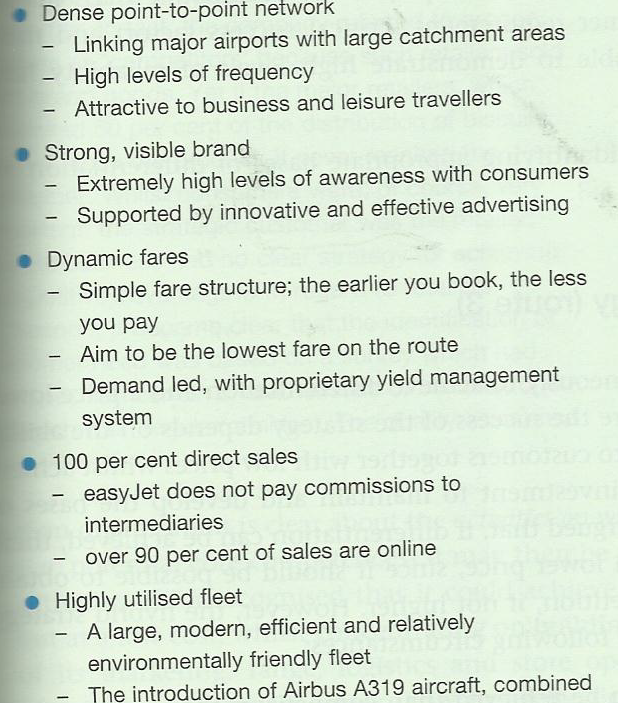 • Dense point-to-point network
– Linking major airports with large catchment areas
– High levels of frequency
– Attractive to business and leisure travellers
• Strong, visible brand
– Extremely high levels of awareness with consumers
– Supported by innovative and effective advertising
• Dynamic fares
– Simple fare structure; the earlier you book, the less
you pay
– Aim to be the lowest fare on the route
– Demand led, with proprietary yield management
system
• 100 per cent direct sales
– easyJet does not pay commissions to
intermediaries
– over 90 per cent of sales are online
• Highly utilised fleet
– A large, modern, efficient and relatively
environmentally friendly fleet
– The introduction of Airbus A319 aircraft, combined